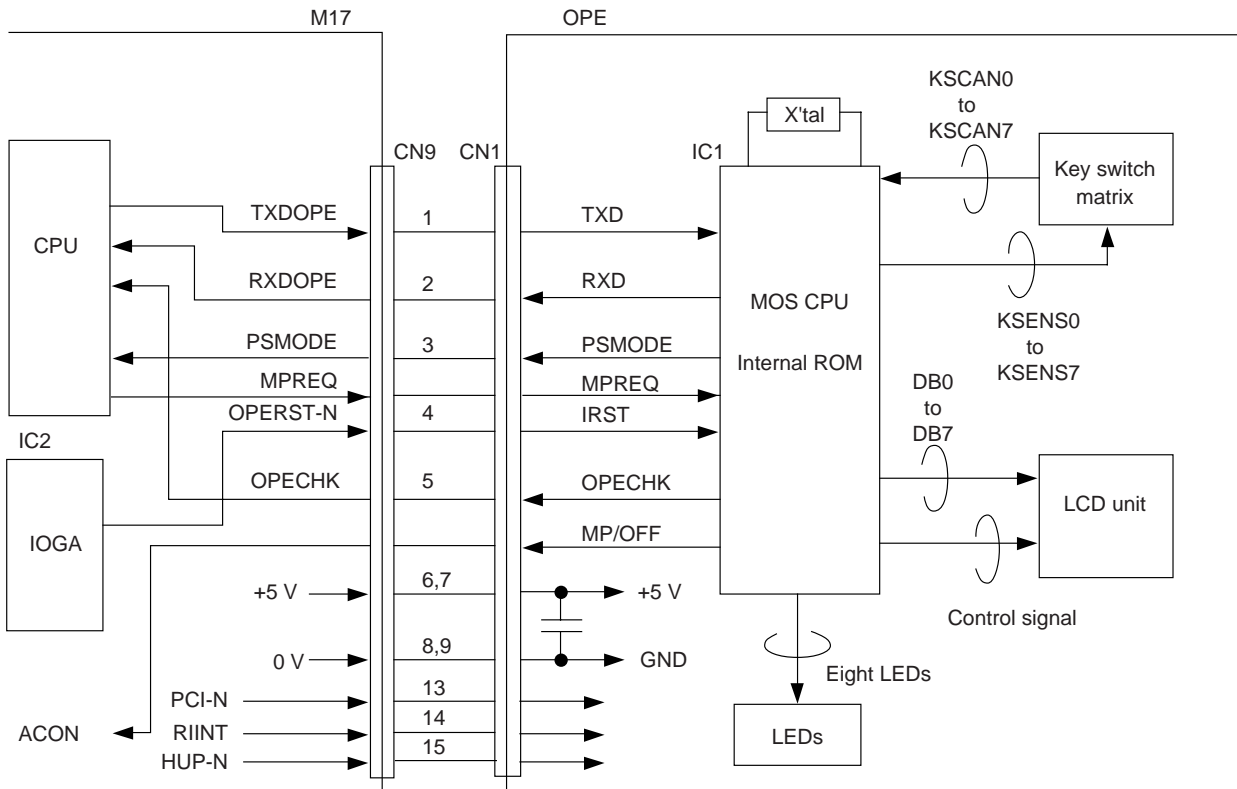 M17
OPE
KSCAN0
to
KSCAN7
X'tal
CN9
CN1
IC1
Key switch
matrix
CPU
TXDOPE
1
TXD
RXDOPE
2
RXD
MOS CPU
Internal ROM
KSENS0
to
KSENS7
PSMODE
3
PSMODE
MPREQ
MPREQ
DB0
to
DB7
OPERST-N
4
IRST
IC2
OPECHK
5
OPECHK
LCD unit
IOGA
MP/OFF
+5 V
6,7
+5 V
Control signal
0 V
8,9
GND
Eight LEDs
PCI-N
13
ACON
RIINT
14
LEDs
HUP-N
15